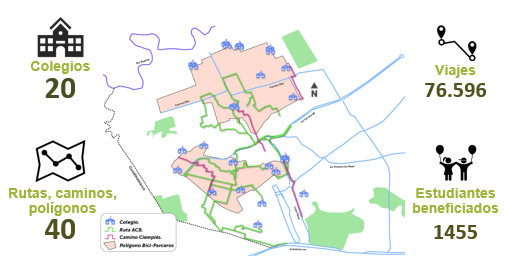 Colegios
20
Rutas, caminos,
polígonos
40
N
Colegio.
Ruta ACB.
Camino Ciempiés.
Polígono Bici-Parceros
Viajes
76.596
Estudiantes
beneficiados
1455